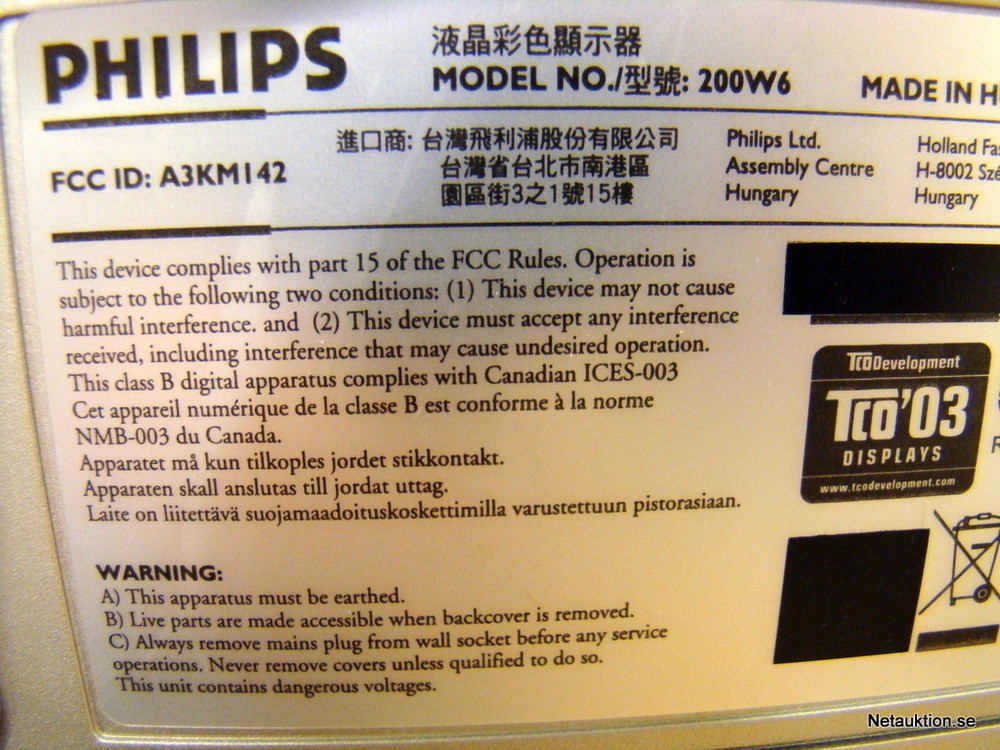 PHILIPS
液晶彩色顯示器
MODEL NO./型號: 200W6
MADE IN
FCC ID: A3KM142
進口商: 台灣飛利浦股份有限公司
台灣省台北市南港區
園區街3之1號15樓
Philips Ltd.
Assembly Centre
Hungary
Holland
H-8002
Hungary
This device complies with part 15 of the FCC Rules. Operation is
subject to the following two conditions: (1) This device may not cause
harmful interference. and (2) This device must accept any interference
received, including interference that may cause undesired operation.
This class B digital apparatus complies with Canadian ICES-003
Cet appareil numérique de la classe B est conforme à la norme
NMB-003 du Canada.
Apparatet må kun tilkoples jordet stikkontakt.
Apparaten skall anslutas till jordat uttag.
Laite on liitettävä suojamaadoituskoskettimilla varustettuun pistorasiaan.
TCO Development
TCO'03
DISPLAYS
www.tcodevelopment.com
WARNING:
A) This apparatus must be earthed.
B) Live parts are made accessible when backcover is removed.
C) Always remove mains plug from wall socket before any service
operations. Never remove covers unless qualified to do so.
This unit contains dangerous voltages.
Netauktion.se